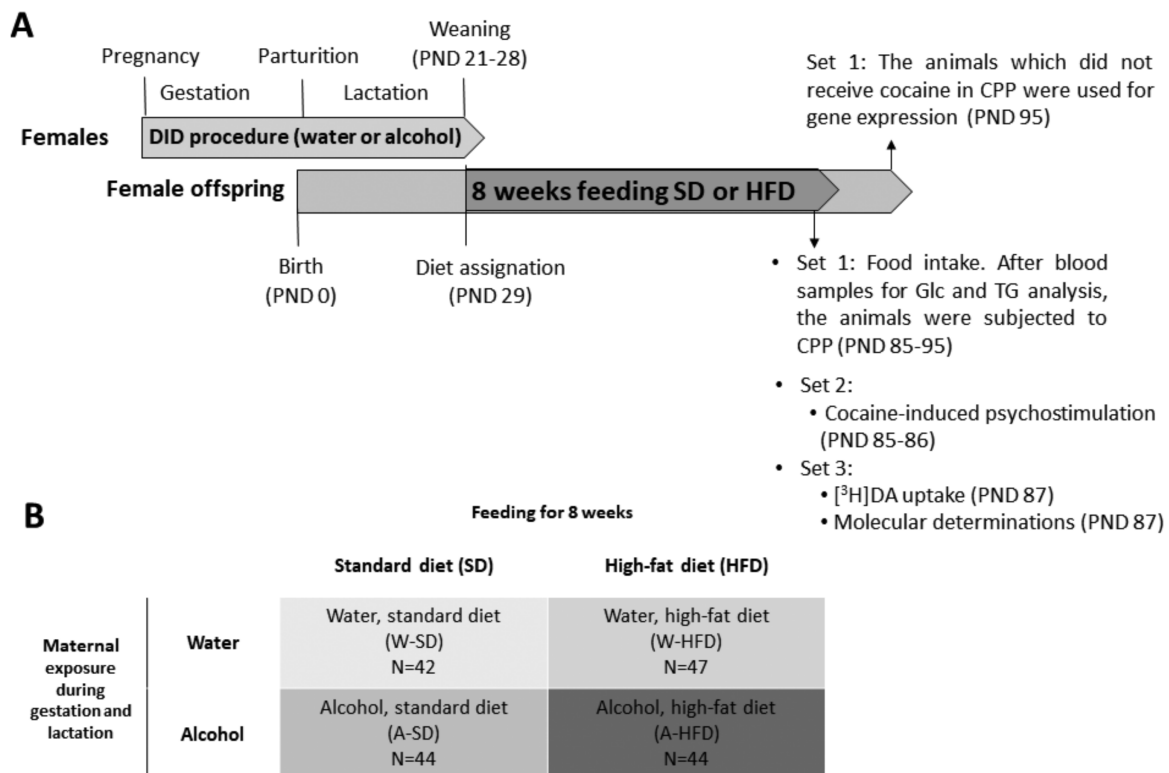 A
Weaning
(PND 21-28)
Pregnancy
Parturition
Gestation
Lactation
Females
DID procedure (water or alcohol)
Set 1: The animals which did not
receive cocaine in CPP were used for
gene expression (PND 95)
Female offspring
8 weeks feeding SD or HFD
Birth
(PND 0)
Diet assignation
(PND 29)
• Set 1: Food intake. After blood
samples for Glc and TG analysis,
the animals were subjected to
CPP (PND 85-95)
• Set 2:
• Cocaine-induced psychostimulation
(PND 85-86)
• Set 3:
• [³H]DA uptake (PND 87)
• Molecular determinations (PND 87)
B
Feeding for 8 weeks
Standard diet (SD)
High-fat diet (HFD)
Maternal
exposure
during
gestation and
lactation
Water
Water, standard diet
(W-SD)
N=42
Water, high-fat diet
(W-HFD)
N=47
Alcohol
Alcohol, standard diet
(A-SD)
N=44
Alcohol, high-fat diet
(A-HFD)
N=44